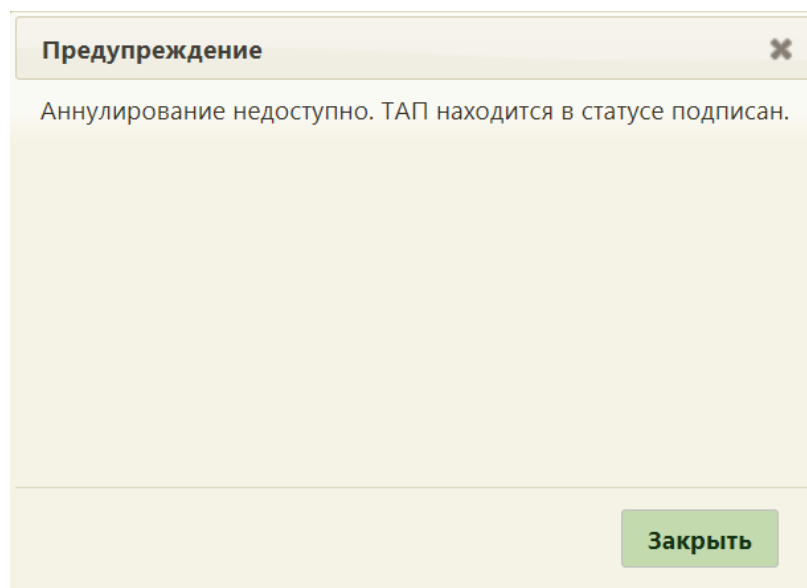 Предупреждение
Аннулирование недоступно. ТАП находится в статусе подписан.
Закрыть